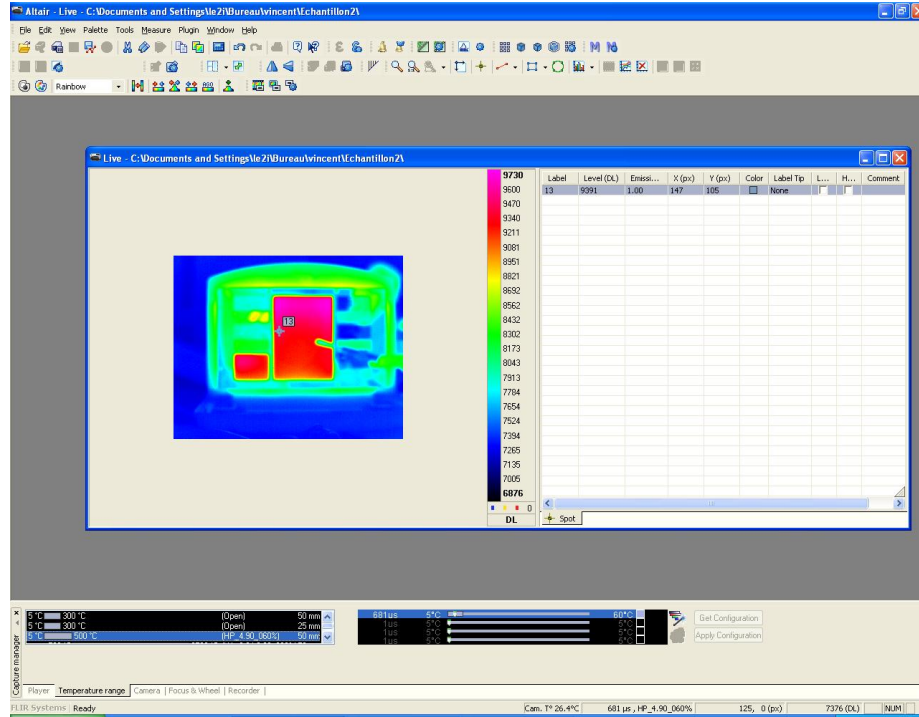 Altair - Live - C:\Documents and Settings\le2i\Bureau\vincent\Echantillon2\
File Edit View Palette Tools Measure Plugin Window Help
Rainbow
Live - C:\Documents and Settings\le2i\Bureau\vincent\Echantillon2\
Label Level (DL) Emissi... X (px) Y (px) Color Label Tip L... H... Comment
13 9391 1.00 147 105 None
9730
9600
9470
9340
9211
9081
8951
8821
8692
8562
8432
8302
8173
8043
7913
7784
7654
7524
7394
7265
7135
7005
6876
0
DL
13
Spot
Capture manager
5 °C 300 °C (Open) 50 mm
5 °C 300 °C (Open) 25 mm
5 °C 500 °C (HP_4.90_060%) 50 mm
681us 5°C 60°C
1us 5°C 5°C
1us 5°C 5°C
1us 5°C 5°C
Get Configuration
Apply Configuration
Player Temperature range Camera Focus & Wheel Recorder
FLIR Systems Ready Cam. T° 26.4°C 681 µs , HP_4.90_060% 125, 0 (px) 7376 (DL) NUM